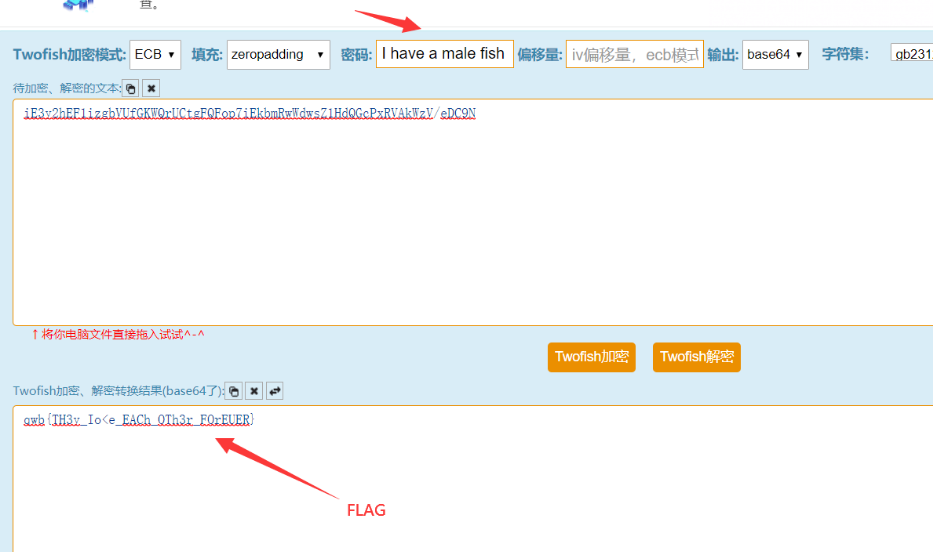 查。
Twofish加密模式: ECB 填充: zeropadding 密码: I have a male fish 偏移量: iv偏移量，ecb模式 输出: base64 字符集： gb2312
待加密、解密的文本:
iE3y2hEF1izgbVUfGKWQrUCtgFQFop7iEkbmRwWdwsZ1HdQGcPxRVAkWzV/eDC9N
↑将你电脑文件直接拖入试试^-^
Twofish加密 Twofish解密
Twofish加密、解密转换结果(base64了):
qwb{TH3y_Io<e_EACh_OTh3r_FOrEUER}
FLAG